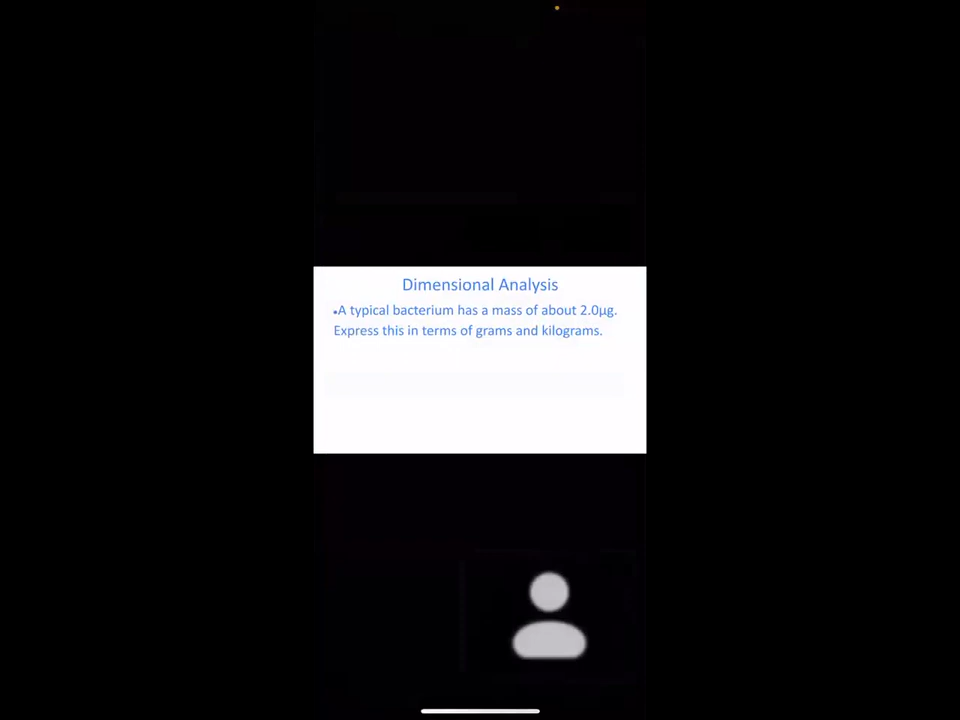 Dimensional Analysis
•A typical bacterium has a mass of about 2.0µg.
Express this in terms of grams and kilograms.